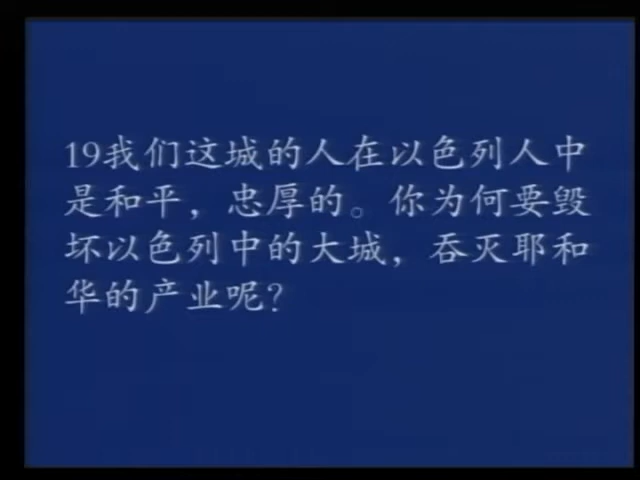 19我们这城的人在以色列人中
是和平，忠厚的。你为何要毁
坏以色列中的大城，吞灭耶和
华的产业呢?